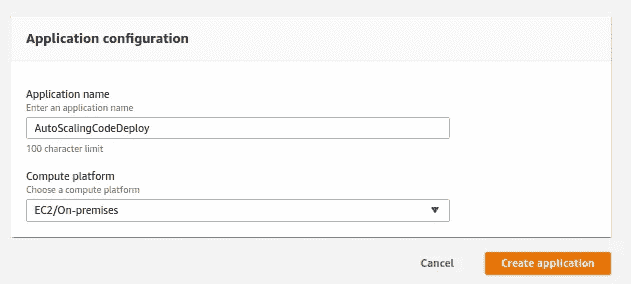 Application configuration
Application name
Enter an application name
AutoScalingCodeDeploy
100 character limit
Compute platform
Choose a compute platform
EC2/On-premises
Cancel Create application